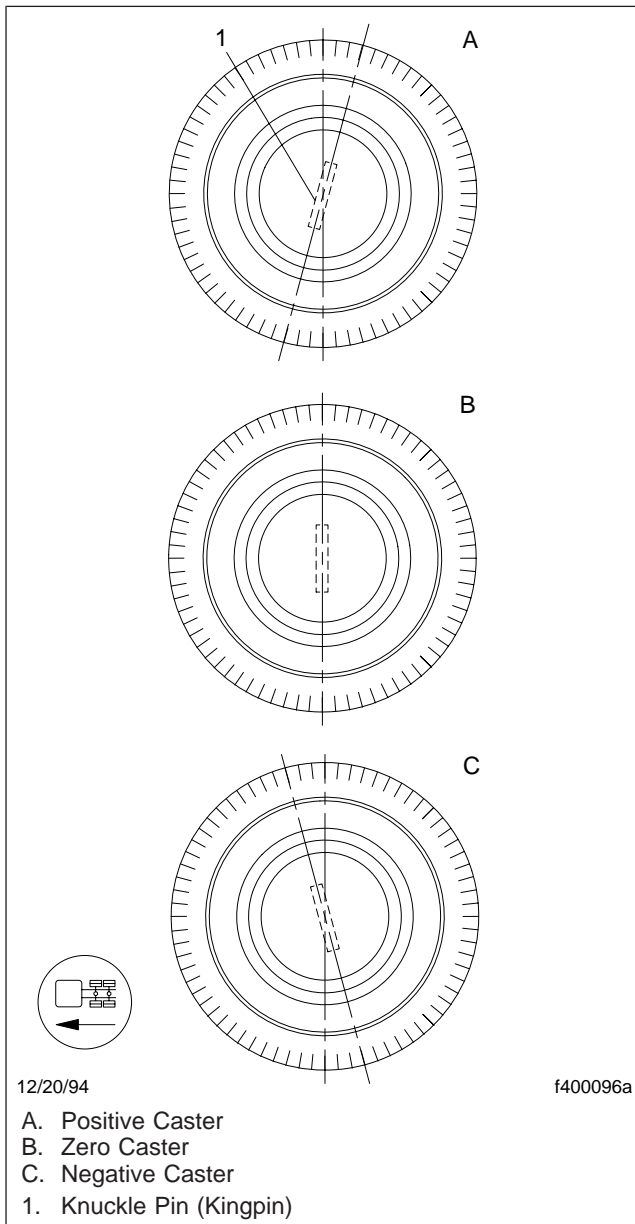 1
A
B
C
12/20/94
f400096a
A. Positive Caster
B. Zero Caster
C. Negative Caster
1. Knuckle Pin (Kingpin)